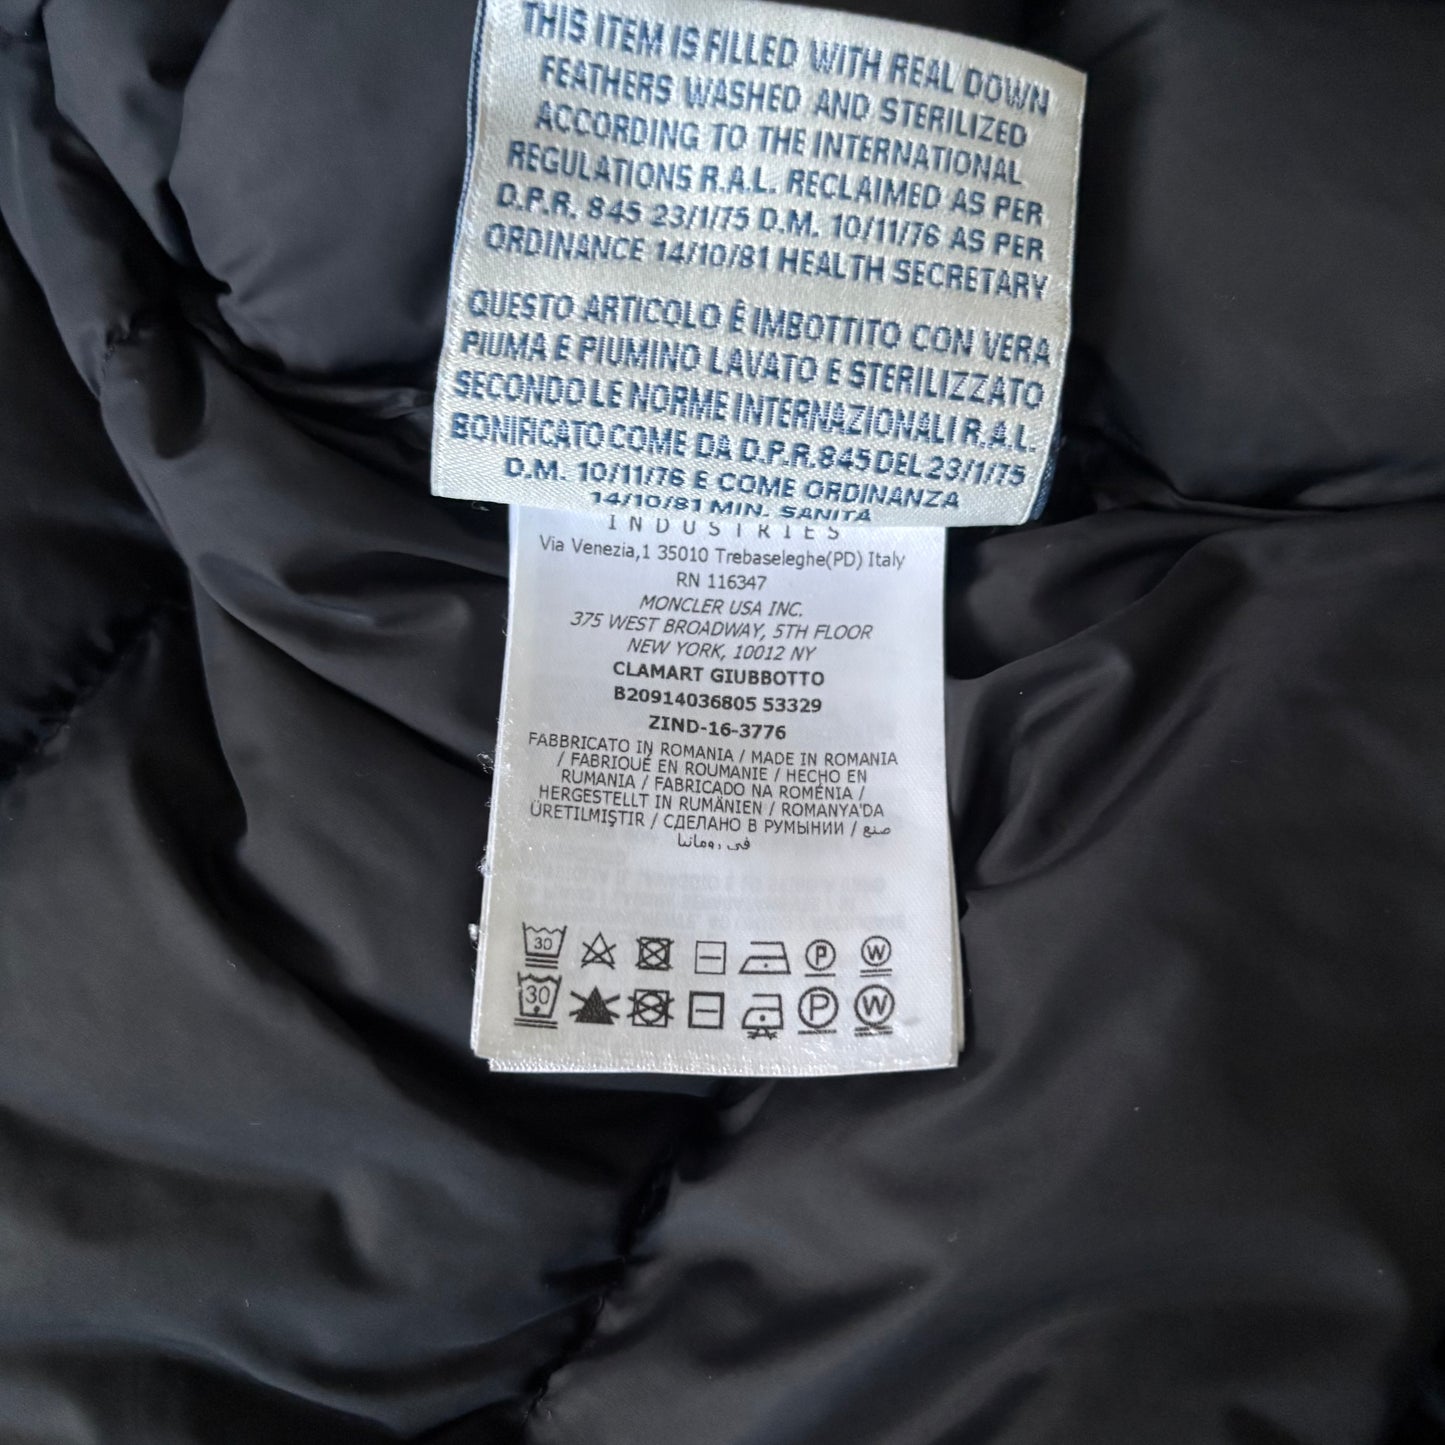 THIS ITEM IS FILLED WITH REAL DOWN
FEATHERS WASHED AND STERILIZED
ACCORDING TO THE INTERNATIONAL
REGULATIONS R.A.L. RECLAIMED AS PER
D.P.R. 845 23/1/75 D.M. 10/11/76 AS PER
ORDINANCE 14/10/81 HEALTH SECRETARY
QUESTO ARTICOLO È IMBOTTITO CON VERA
PIUMA E PIUMINO LAVATO E STERILIZZATO
SECONDO LE NORME INTERNAZIONALI R.A.L.
BONIFICATO COME DA D.P.R. 845 DEL 23/1/75
D.M. 10/11/76 E COME ORDINANZA
14/10/81 MIN. SANITA
INDUSTRIES
Via Venezia,1 35010 Trebaseleghe(PD) Italy
RN 116347
MONCLER USA INC.
375 WEST BROADWAY, 5TH FLOOR
NEW YORK, 10012 NY
CLAMART GIUBBOTTO
B20914036805 53329
ZIND-16-3776
FABBRICATO IN ROMANIA / MADE IN ROMANIA
/ FABRIQUÉ EN ROUMANIE / HECHO EN
RUMANIA / FABRICADO NA ROMÉNIA /
HERGESTELLT IN RUMÄNIEN / ROMANYA'DA
ÜRETILMIŞTIR / СДЕЛАНО В РУМЫНИИ / صنع
في رومانيا
30 P W
30 P W